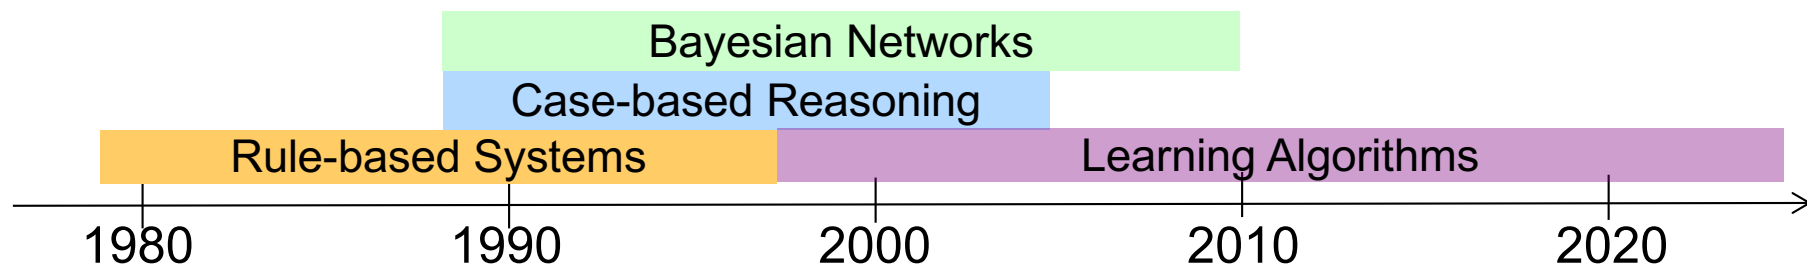 Bayesian Networks
Case-based Reasoning
Rule-based Systems
Learning Algorithms
1980
1990
2000
2010
2020